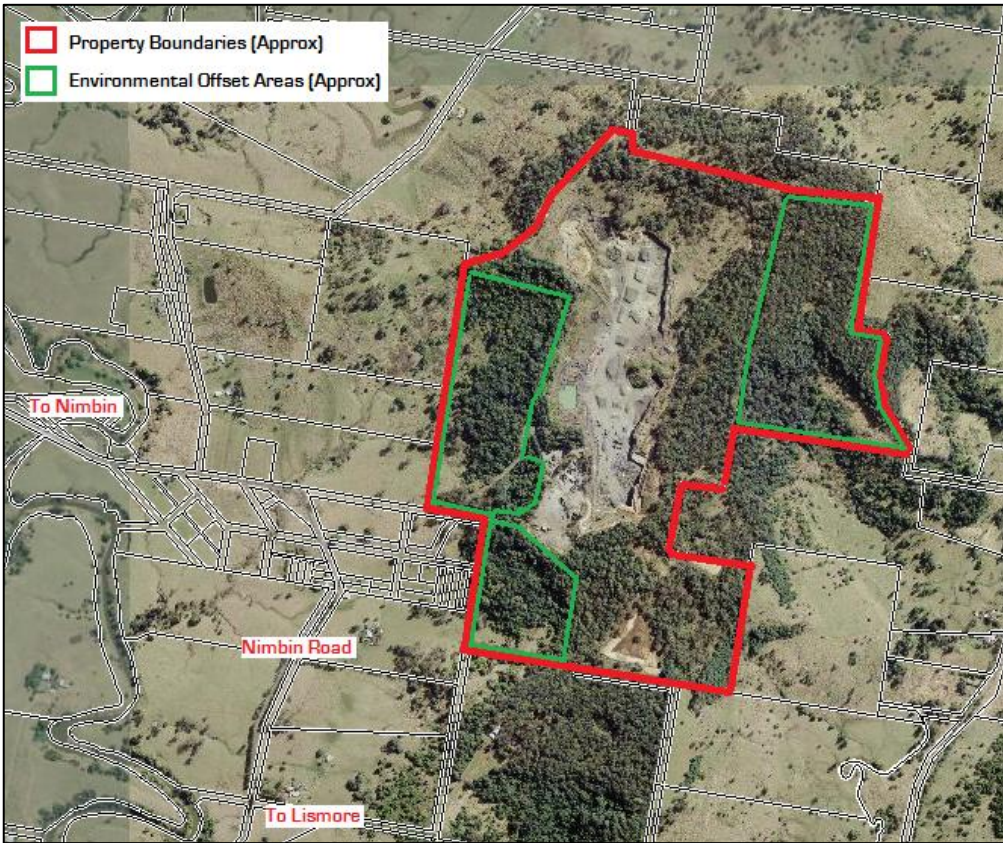 Property Boundaries (Approx)
Environmental Offset Areas (Approx)
To Nimbin
Nimbin Road
To Lismore